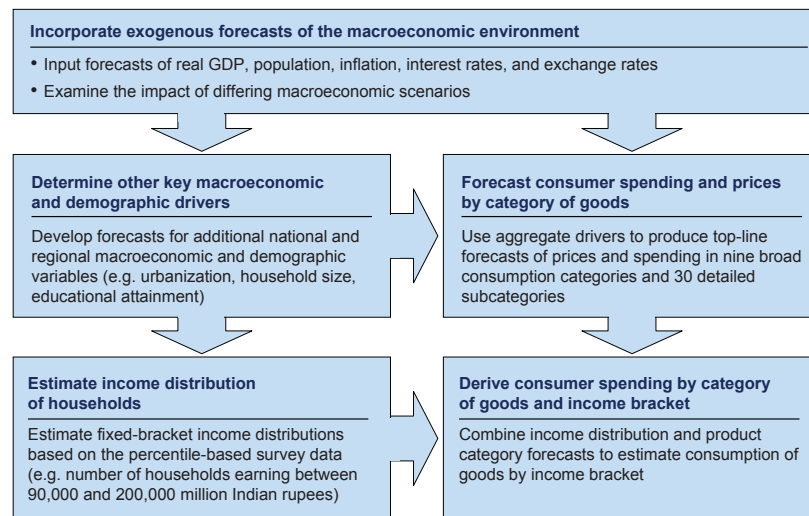 Incorporate exogenous forecasts of the macroeconomic environment
• Input forecasts of real GDP, population, inflation, interest rates, and exchange rates
• Examine the impact of differing macroeconomic scenarios
Determine other key macroeconomic
and demographic drivers
Develop forecasts for additional national and
regional macroeconomic and demographic
variables (e.g. urbanization, household size,
educational attainment)
Forecast consumer spending and prices
by category of goods
Use aggregate drivers to produce top-line
forecasts of prices and spending in nine broad
consumption categories and 30 detailed
subcategories
Estimate income distribution
of households
Estimate fixed-bracket income distributions
based on the percentile-based survey data
(e.g. number of households earning between
90,000 and 200,000 million Indian rupees)
Derive consumer spending by category
of goods and income bracket
Combine income distribution and product
category forecasts to estimate consumption of
goods by income bracket